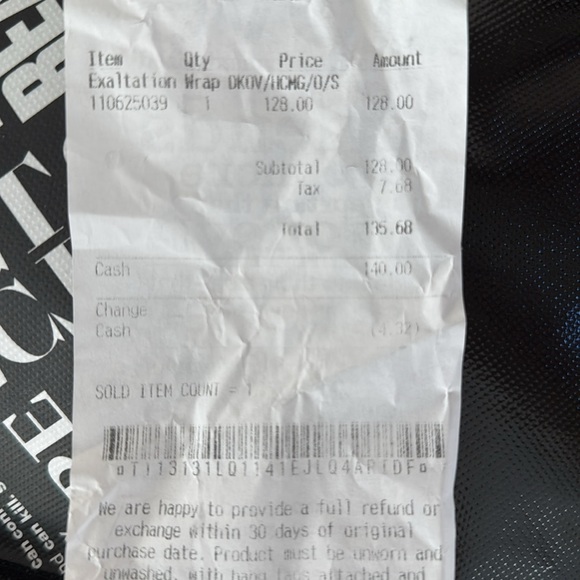 Item Qty Price Amount
Exaltation Wrap DKOV/HCMG/O/S
110625039 1 128.00 128.00
Subtotal 128.00
Tax 7.68
Total 135.68
Cash 140.00
Change
Cash (4.32)
SOLD ITEM COUNT = 1
We are happy to provide a full refund or
exchange within 30 days of original
purchase date. Product must be unworn and
unwashed, with hang tags attached and
can kill.